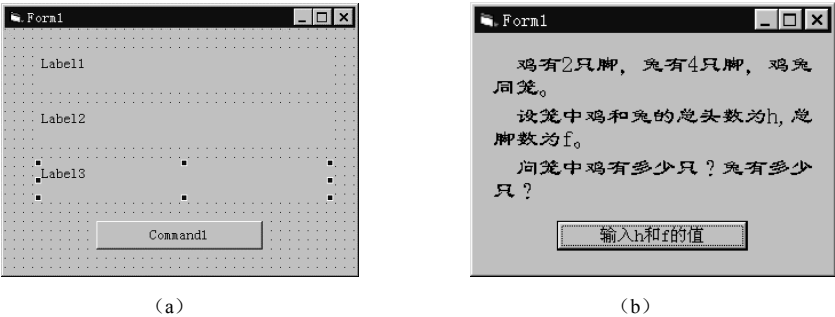 Form1
Label1
Label2
Label3
Command1
(a)
Form1
鸡有2只脚，兔有4只脚，鸡兔
同笼。
设笼中鸡和兔的总头数为h,总
脚数为f。
问笼中鸡有多少只？兔有多少
只？
输入h和f的值
(b)